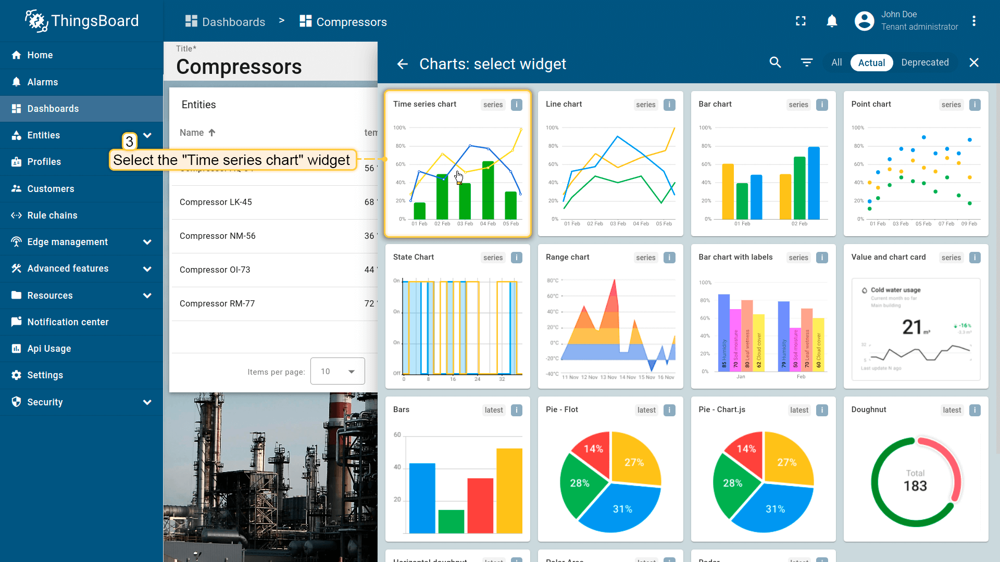 ThingsBoard
Dashboards > Compressors
John Doe
Tenant administrator
Home
Alarms
Dashboards
Entities
Profiles
Customers
Rule chains
Edge management
Advanced features
Resources
Notification center
Api Usage
Settings
Security
Title*
Compressors
Entities
Name
3
Select the "Time series chart" widget
56 °
Compressor LK-45
68 °
Compressor NM-56
36 °
Compressor OI-73
44 °
Compressor RM-77
72 °
Items per page: 10
Charts: select widget
All Actual Deprecated
Time series chart series i
100%
80%
60%
40%
20%
0%
01 Feb 02 Feb 03 Feb 04 Feb 05 Feb
Line chart series i
100%
80%
60%
40%
20%
0%
01 Feb 02 Feb 03 Feb 04 Feb 05 Feb
Bar chart series i
100%
80%
60%
40%
20%
0%
01 Feb 02 Feb
Point chart series i
100%
80%
60%
40%
20%
0%
01 Feb 03 Feb 05 Feb 07 Feb 09 Feb
State Chart series i
On
On
On
Off
0 8 16 24 32
Range chart series i
80°C
60°C
40°C
20°C
0°C
-20°C
-40°C
11 Nov 12 Nov 13 Nov 14 Nov 15 Nov 16 Nov
Bar chart with labels series i
100%
80%
60%
40%
20%
0%
85 Humidity
70 Soil moisture
80 Leaf wetness
62 Cloud cover
79 Humidity
50 Soil moisture
70 Leaf wetness
60 Cloud cover
Jan Feb
Value and chart card series i
Cold water usage
Current month so far
Main building
21 m³
-16%
-3.3 m³
32
5
Last update N ago
Bars latest i
60
40
20
Pie - Flot latest i
14%
27%
28%
31%
Pie - Chart.js latest i
14%
27%
28%
31%
Doughnut latest i
Total
183